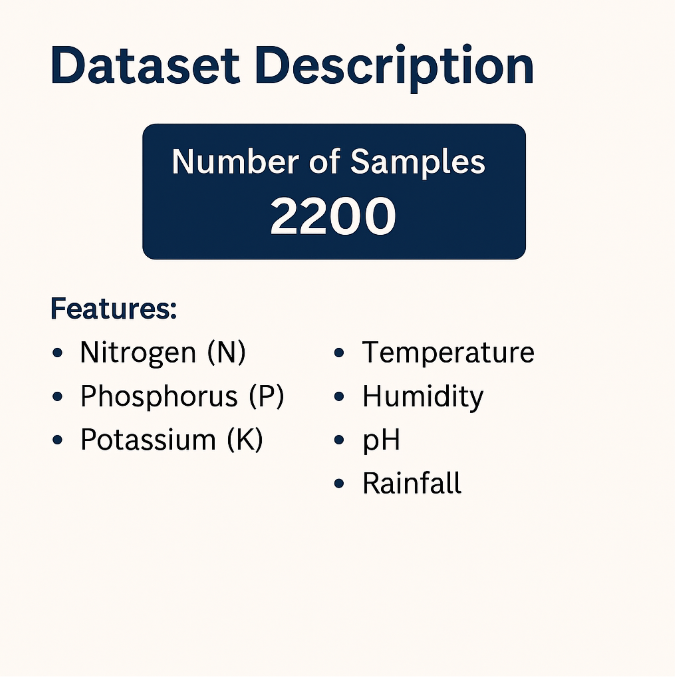 Dataset Description
Number of Samples
2200
Features:
• Nitrogen (N)
• Phosphorus (P)
• Potassium (K)
• Temperature
• Humidity
• pH
• Rainfall